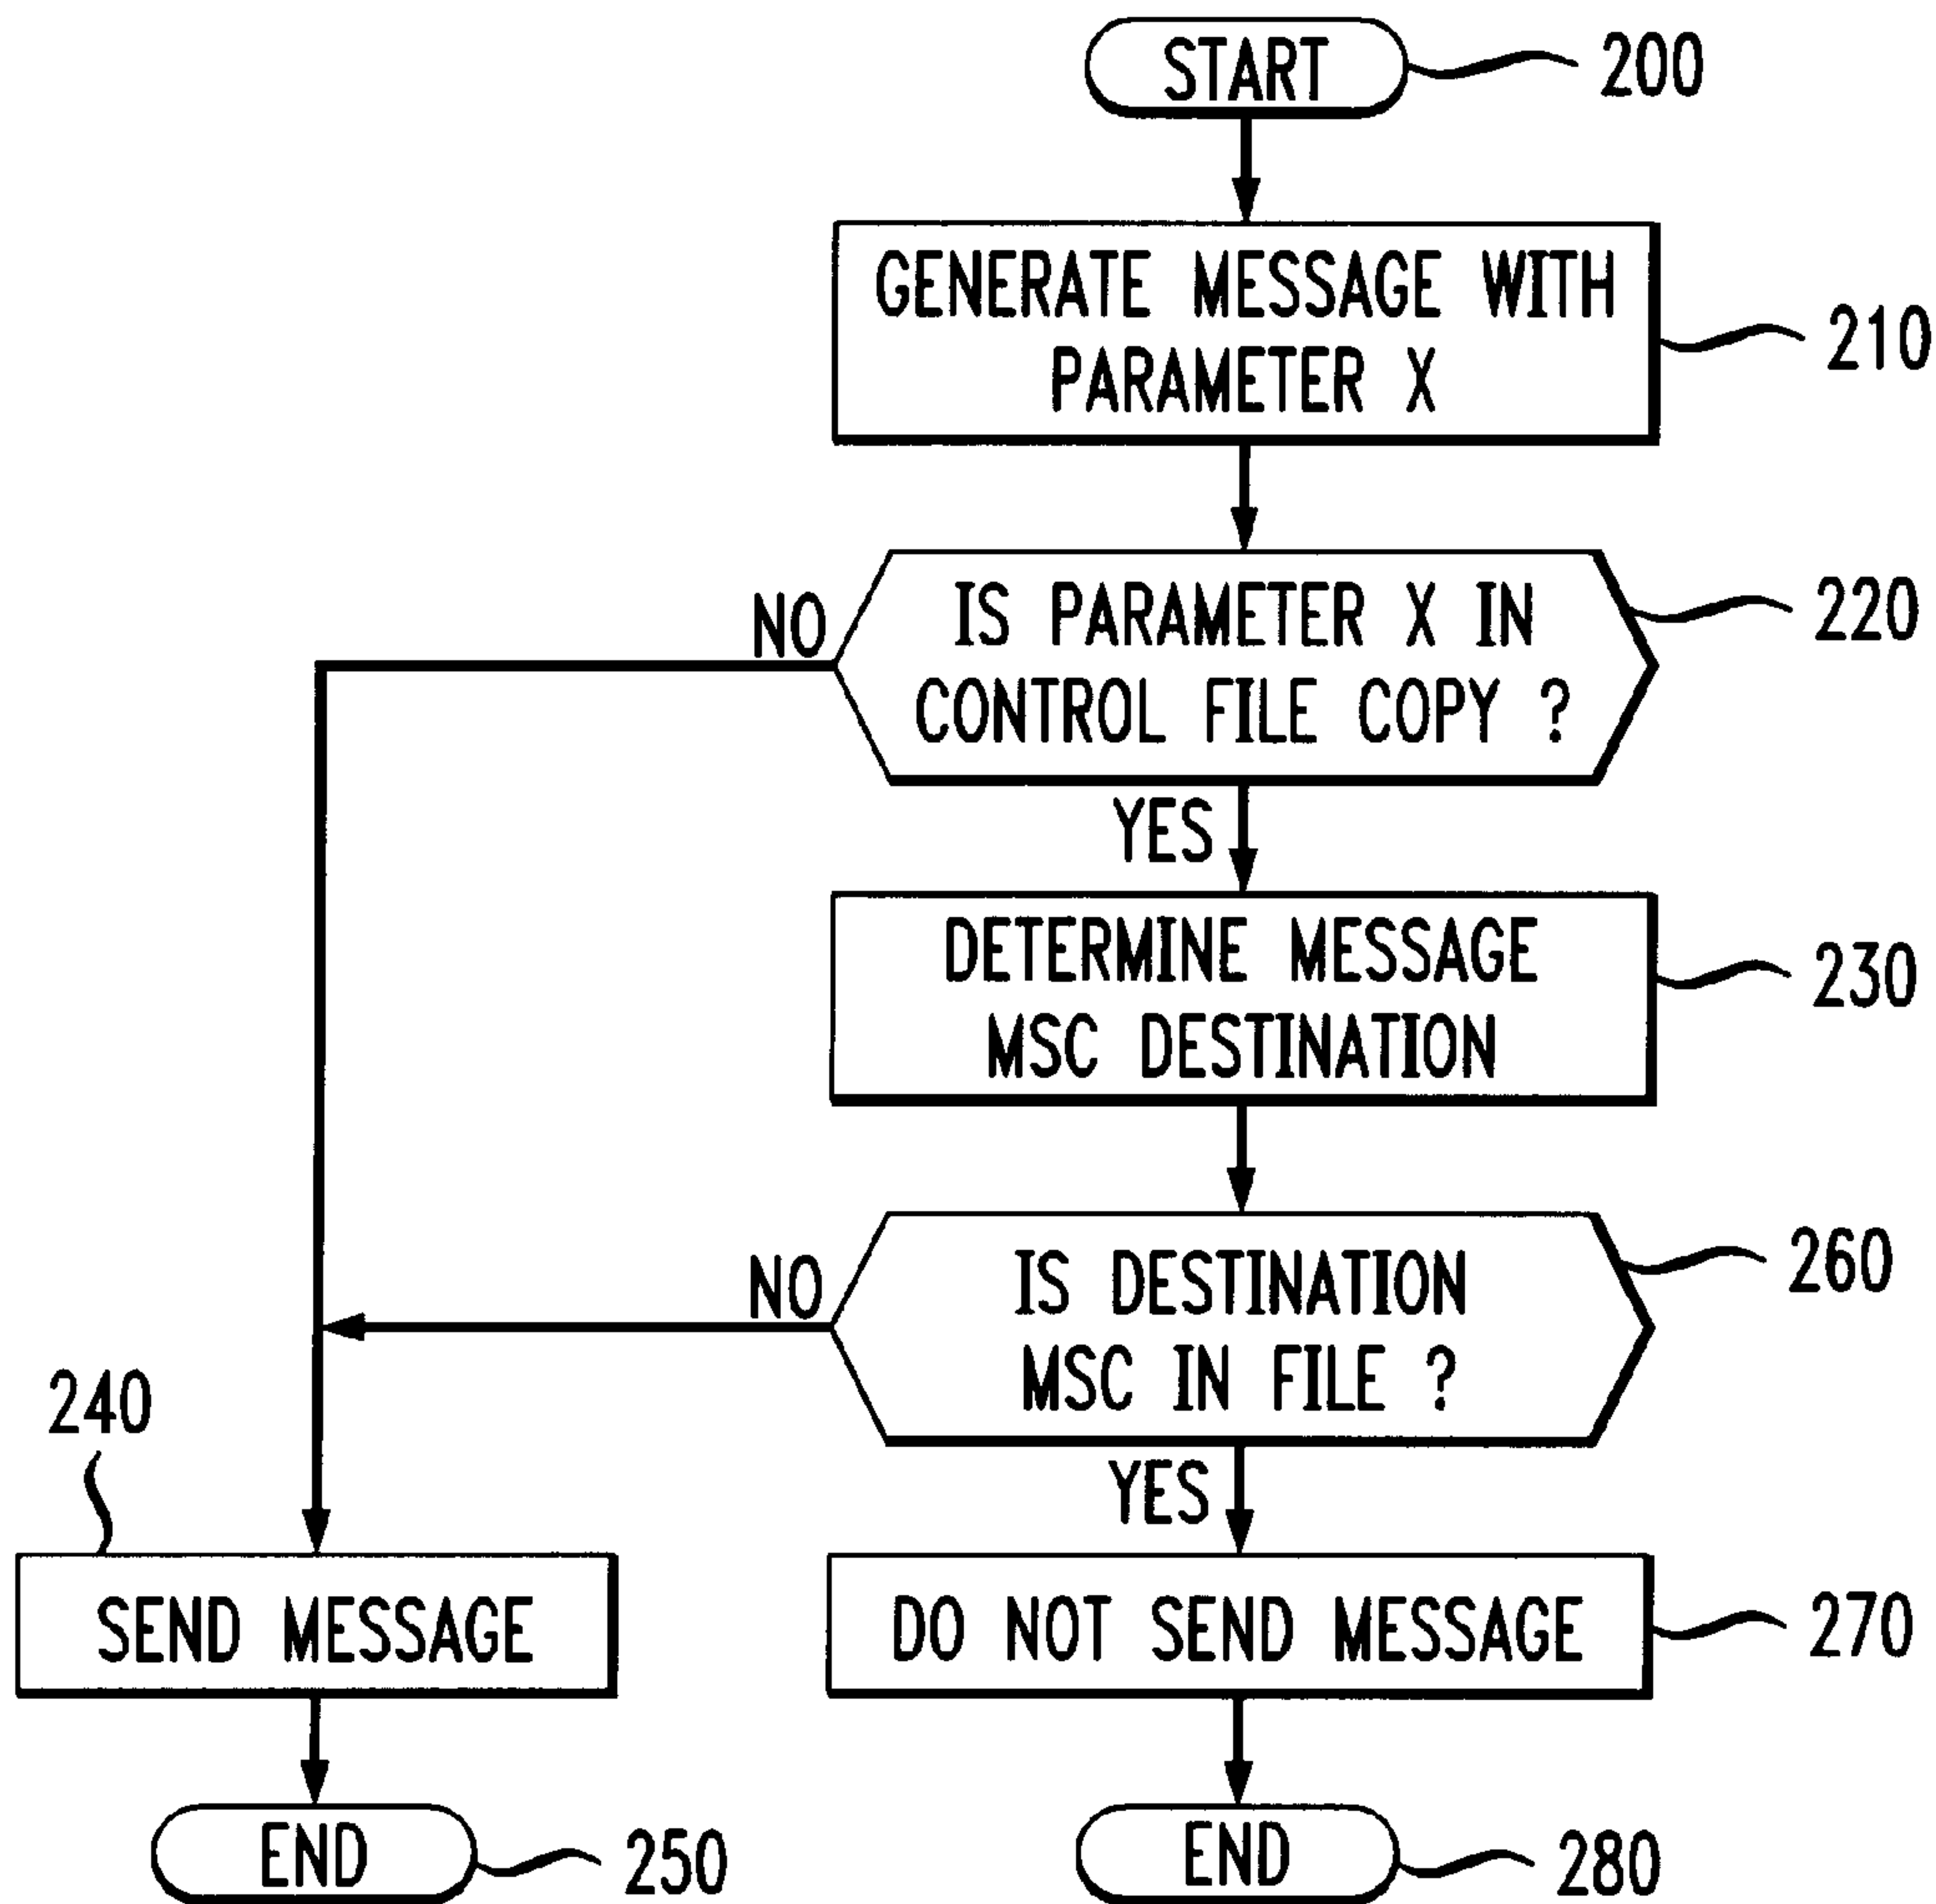 START
200
GENERATE MESSAGE WITH
PARAMETER X
210
NO
IS PARAMETER X IN
CONTROL FILE COPY ?
220
YES
DETERMINE MESSAGE
MSC DESTINATION
230
NO
IS DESTINATION
MSC IN FILE ?
260
YES
240
SEND MESSAGE
DO NOT SEND MESSAGE
270
END
250
END
280